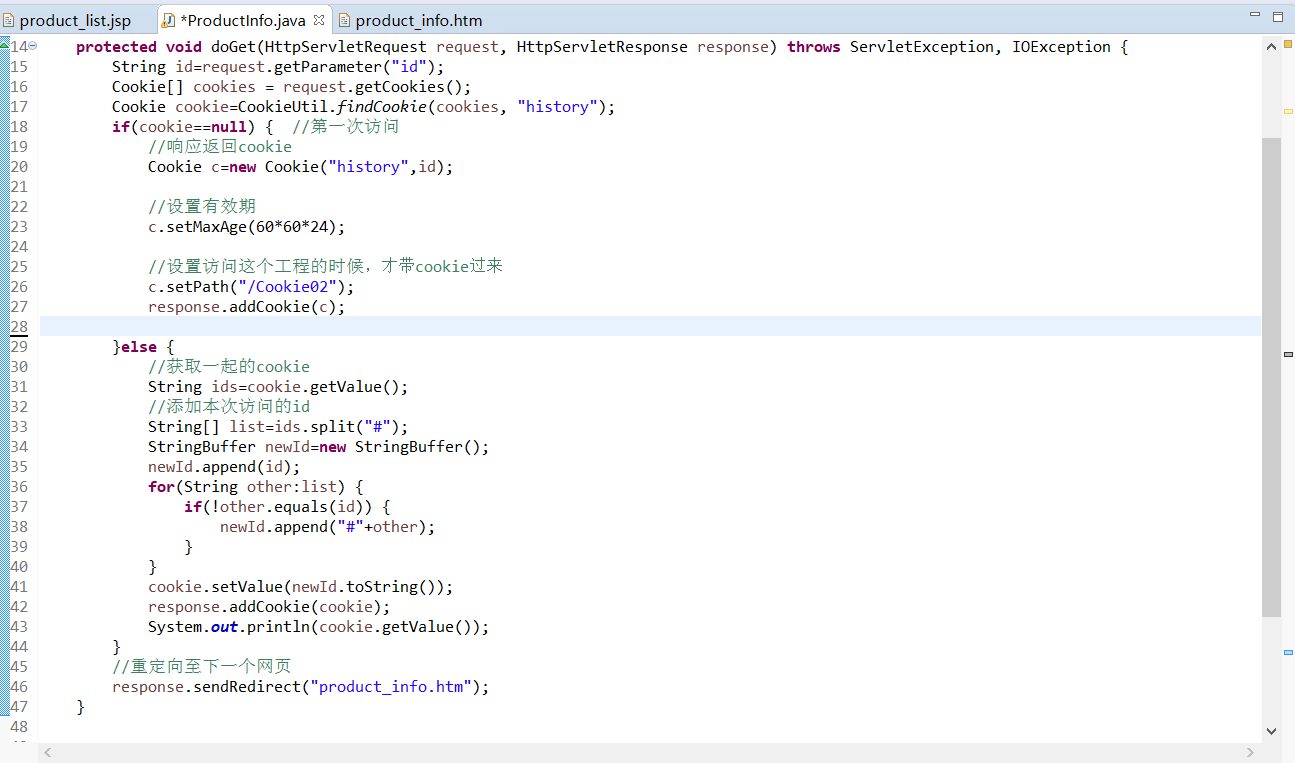 product_list.jsp *ProductInfo.java product_info.htm
14 protected void doGet(HttpServletRequest request, HttpServletResponse response) throws ServletException, IOException {
15 String id=request.getParameter("id");
16 Cookie[] cookies = request.getCookies();
17 Cookie cookie=CookieUtil.findCookie(cookies, "history");
18 if(cookie==null) { //第一次访问
19 //响应返回cookie
20 Cookie c=new Cookie("history",id);
21
22 //设置有效期
23 c.setMaxAge(60*60*24);
24
25 //设置访问这个工程的时候，才带cookie过来
26 c.setPath("/Cookie02");
27 response.addCookie(c);
28
29 }else {
30 //获取一起的cookie
31 String ids=cookie.getValue();
32 //添加本次访问的id
33 String[] list=ids.split("#");
34 StringBuffer newId=new StringBuffer();
35 newId.append(id);
36 for(String other:list) {
37 if(!other.equals(id)) {
38 newId.append("#"+other);
39 }
40 }
41 cookie.setValue(newId.toString());
42 response.addCookie(cookie);
43 System.out.println(cookie.getValue());
44 }
45 //重定向至下一个网页
46 response.sendRedirect("product_info.htm");
47 }
48